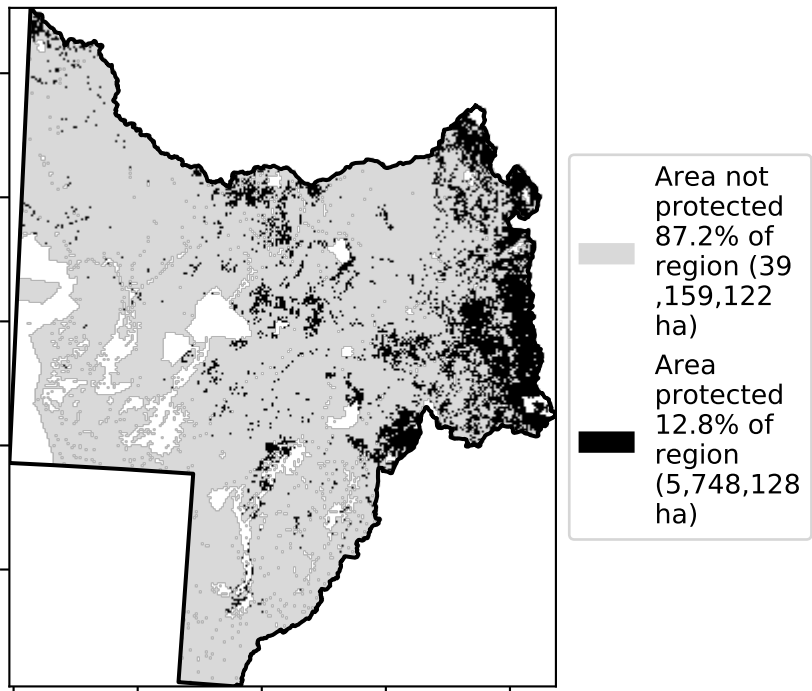 Area not
protected
87.2% of
region (39
,159,122
ha)
Area
protected
12.8% of
region
(5,748,128
ha)